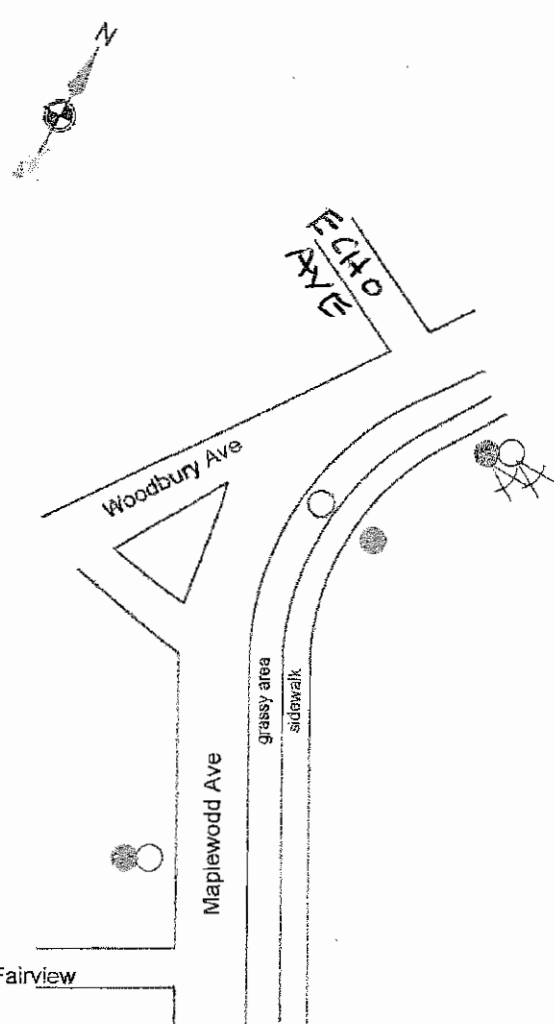 N
ECHO
AVE
Woodbury Ave
grassy area
sidewalk
Maplewodd Ave
Fairview